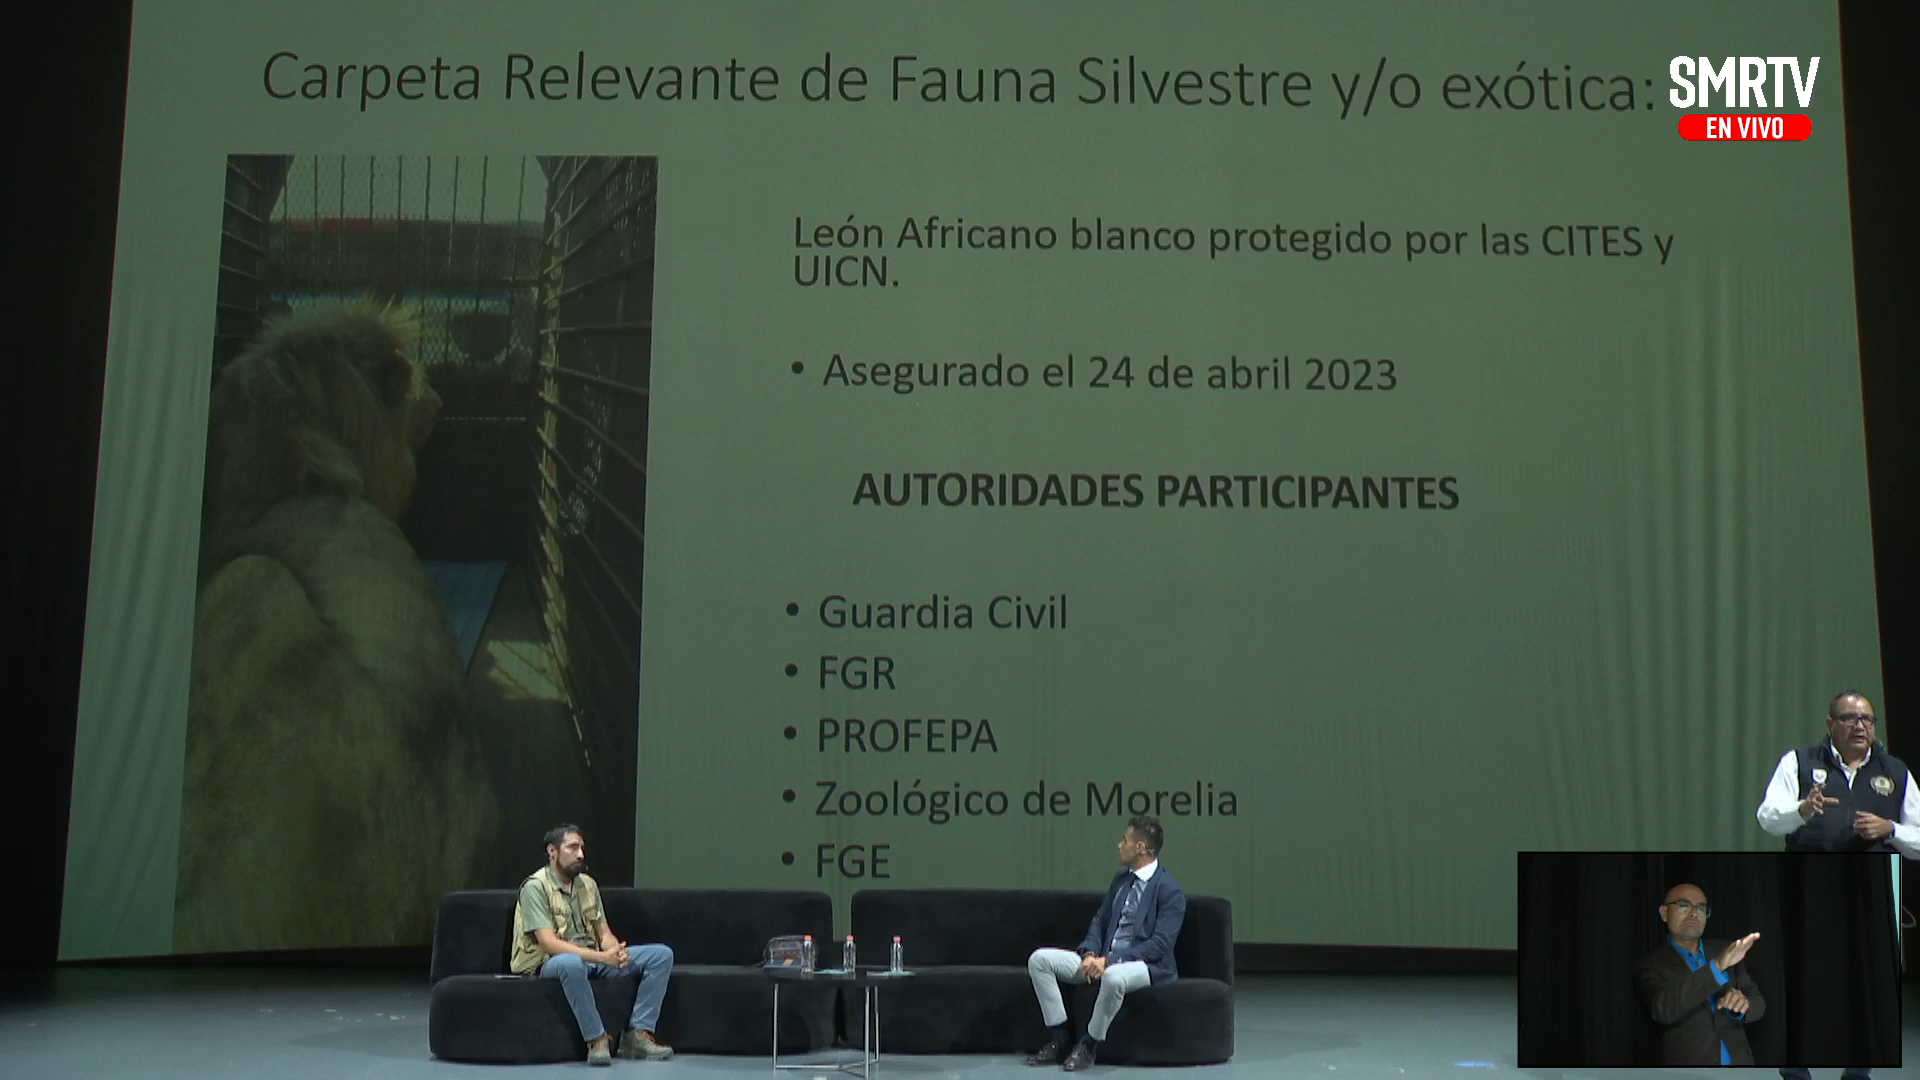 Carpeta Relevante de Fauna Silvestre y/o exótica:
SMRTV
EN VIVO
León Africano blanco protegido por las CITES y
UICN.
• Asegurado el 24 de abril 2023
AUTORIDADES PARTICIPANTES
• Guardia Civil
• FGR
• PROFEPA
• Zoológico de Morelia
• FGE